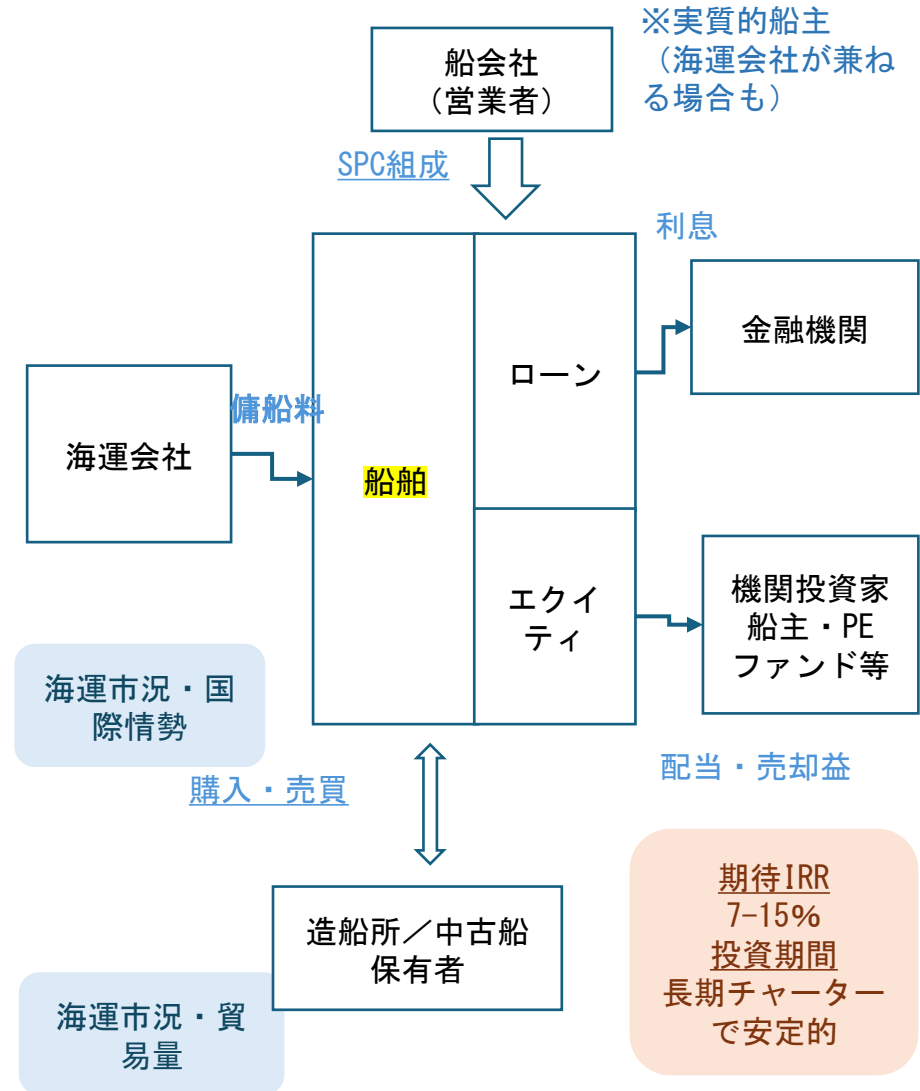 ※実質的船主
（海運会社が兼ね
る場合も）
船会社
（営業者）
SPC組成
利息
金融機関
ローン
海運会社
傭船料
船舶
エクイ
ティ
機関投資家
船主・PE
ファンド等
海運市況・国
際情勢
購入・売買
配当・売却益
期待IRR
7-15%
投資期間
長期チャーター
で安定的
造船所／中古船
保有者
海運市況・貿
易量